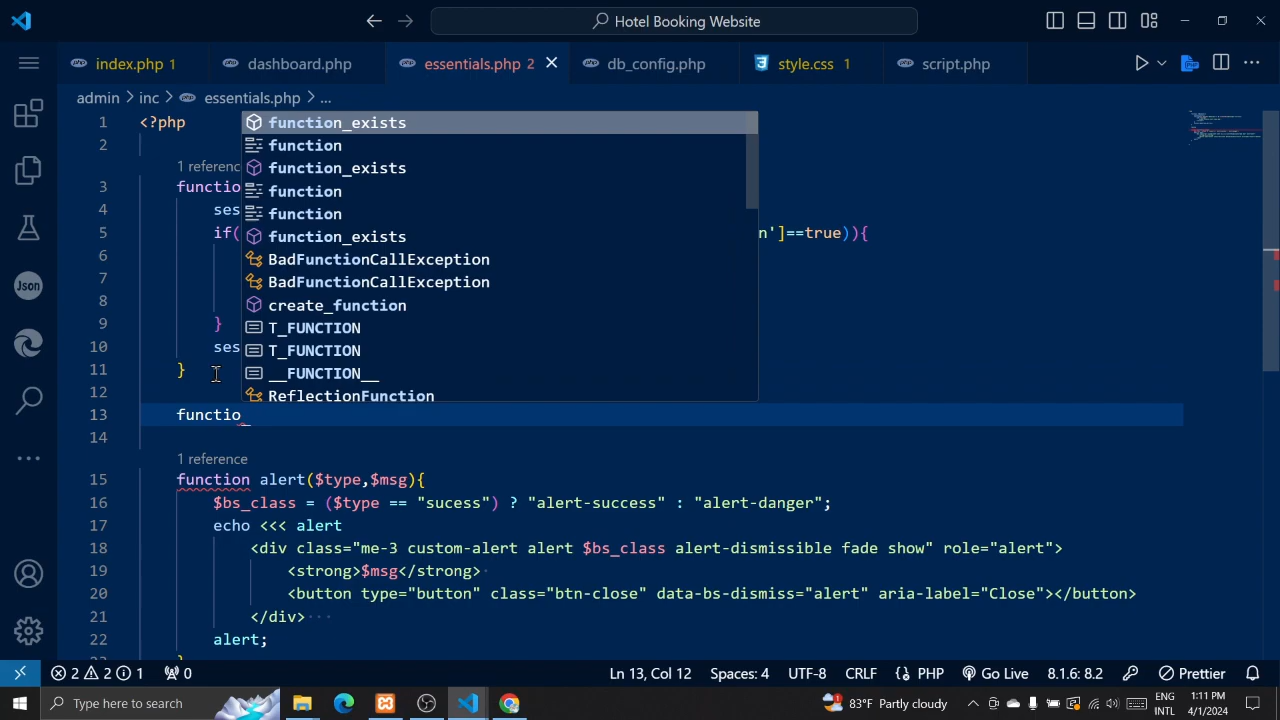 Hotel Booking Website
index.php 1
dashboard.php
essentials.php 2
db_config.php
style.css 1
script.php
admin > inc > essentials.php > ...
1 <?php
2
1 referenc
3 functio
4 ses
5 if( n']==true)){
6
7
8
9 }
10 ses
11 }
12
13 functio
14
function_exists
function
function_exists
function
function
function_exists
BadFunctionCallException
BadFunctionCallException
create_function
T_FUNCTION
T_FUNCTION
__FUNCTION__
ReflectionFunction
1 reference
15 function alert($type,$msg){
16 $bs_class = ($type == "sucess") ? "alert-success" : "alert-danger";
17 echo <<< alert
18 <div class="me-3 custom-alert alert $bs_class alert-dismissible fade show" role="alert">
19 <strong>$msg</strong>
20 <button type="button" class="btn-close" data-bs-dismiss="alert" aria-label="Close"></button>
21 </div>
22 alert;
Json
2 2 1 0
Ln 13, Col 12 Spaces: 4 UTF-8 CRLF PHP Go Live 8.1.6: 8.2 Prettier
Type here to search
83°F Partly cloudy
ENG
INTL
1:11 PM
4/1/2024